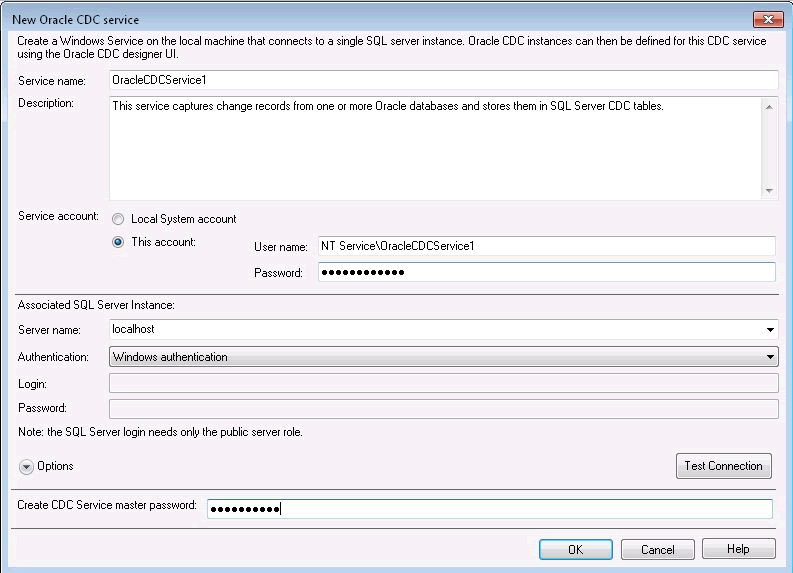 New Oracle CDC service
Create a Windows Service on the local machine that connects to a single SQL server instance. Oracle CDC instances can then be defined for this CDC service
using the Oracle CDC designer UI.
Service name: OracleCDCService1
Description: This service captures change records from one or more Oracle databases and stores them in SQL Server CDC tables.
Service account: Local System account
This account: User name: NT Service\OracleCDCService1
Password: ●●●●●●●●●●●●
Associated SQL Server Instance:
Server name: localhost
Authentication: Windows authentication
Login:
Password:
Note: the SQL Server login needs only the public server role.
Options Test Connection
Create CDC Service master password: ●●●●●●●●●●
OK Cancel Help